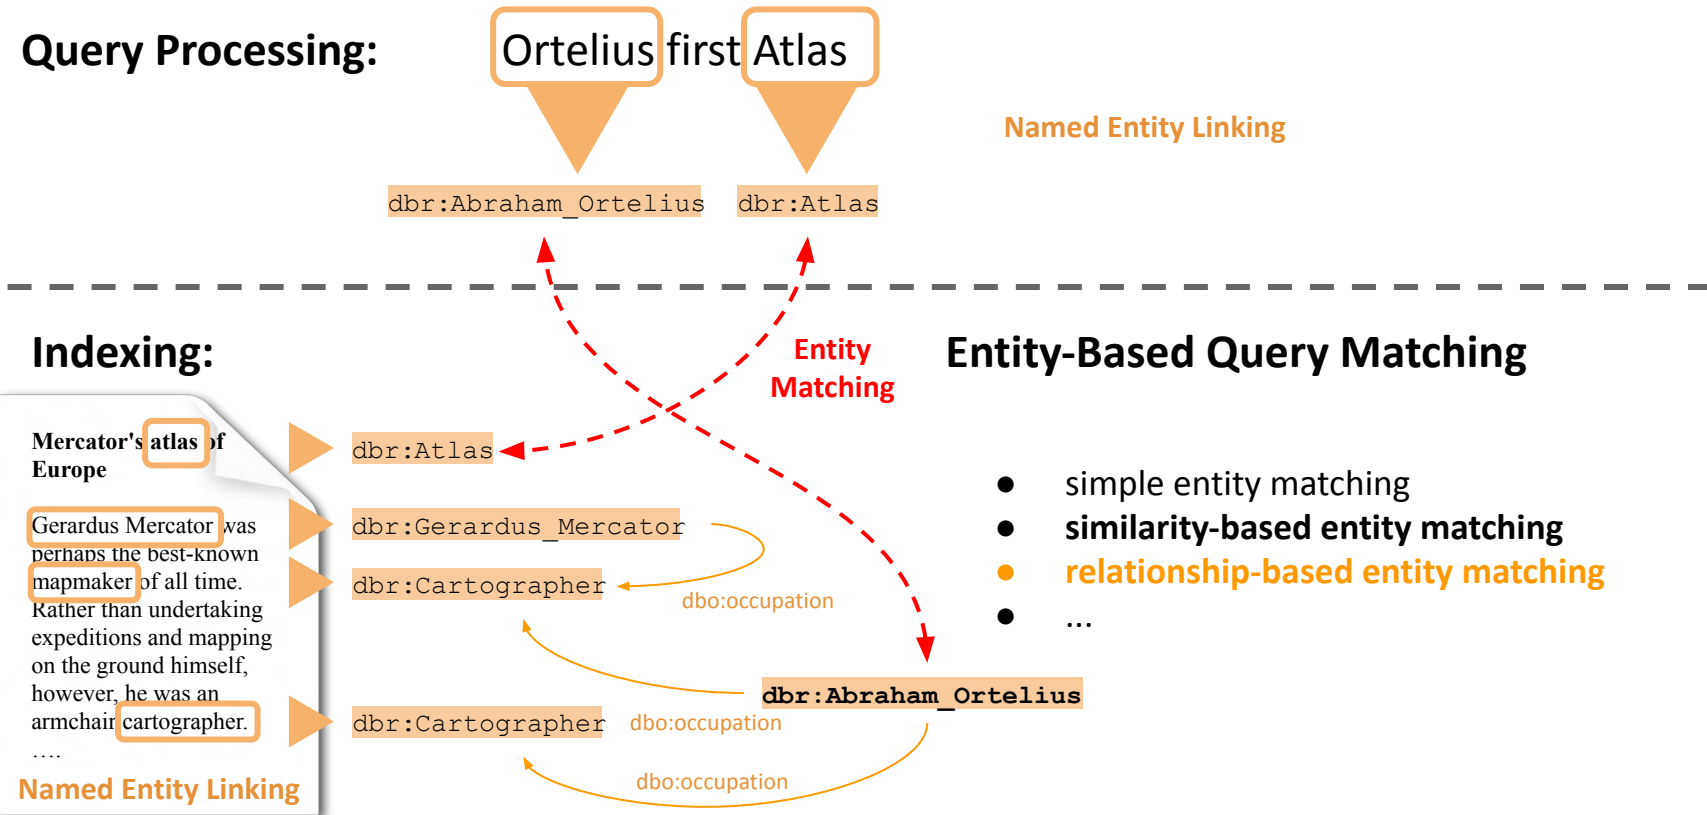 Query Processing:
Ortelius first Atlas
Named Entity Linking
dbr:Abraham_Ortelius dbr:Atlas
Indexing:
Entity
Matching
Entity-Based Query Matching
Mercator's atlas of
Europe
Gerardus Mercator was
perhaps the best-known
mapmaker of all time.
Rather than undertaking
expeditions and mapping
on the ground himself,
however, he was an
armchair cartographer.
....
Named Entity Linking
dbr:Atlas
dbr:Gerardus_Mercator
dbr:Cartographer
dbo:occupation
dbr:Abraham_Ortelius
dbr:Cartographer
dbo:occupation
dbo:occupation
● simple entity matching
● similarity-based entity matching
● relationship-based entity matching
● ...